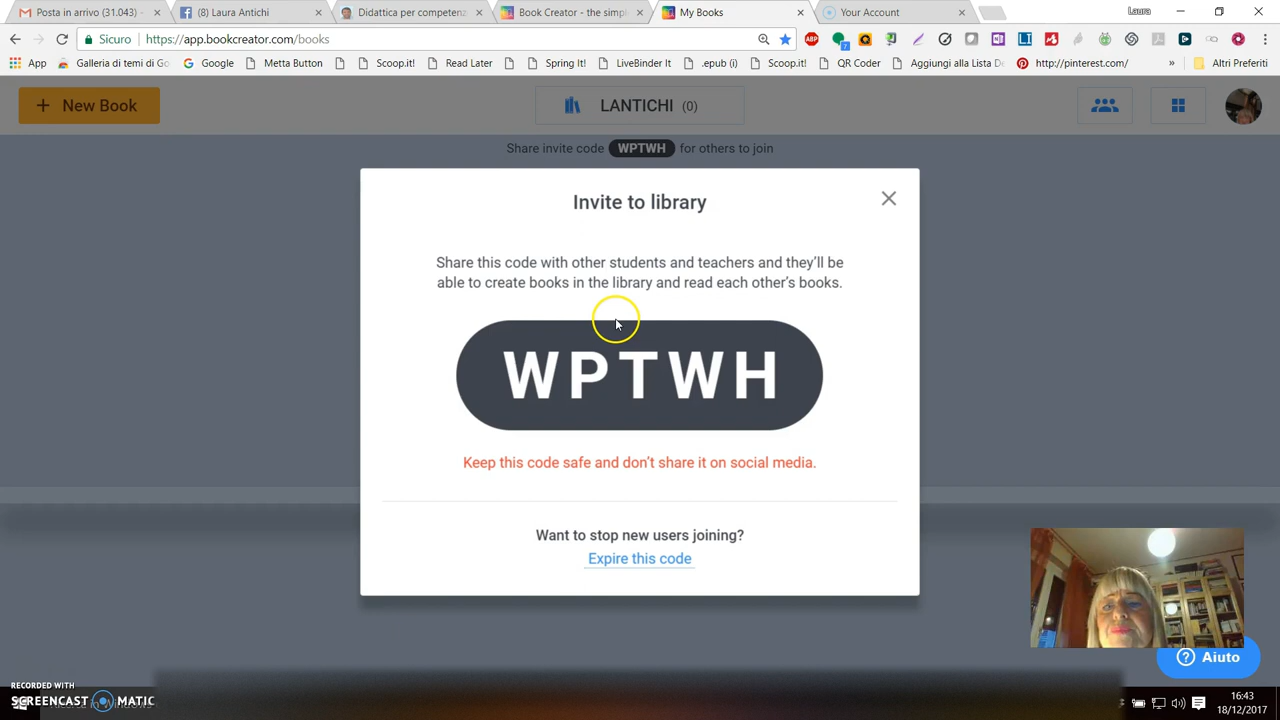 Posta in arrivo (31.043)
(8) Laura Antichi
Didattica per competenz
Book Creator - the simpl
My Books
Your Account
Laura
Sicuro
https://app.bookcreator.com/books
App
Galleria di temi di Go
Google
Metta Button
Scoop.it!
Read Later
Spring It!
LiveBinder It
.epub (i)
Scoop.it!
QR Coder
Aggiungi alla Lista De
http://pinterest.com/
»
Altri Preferiti
+ New Book
LANTICHI (0)
Share invite code WPTWH for others to join
Invite to library
Share this code with other students and teachers and they'll be
able to create books in the library and read each other's books.
WPTWH
Keep this code safe and don't share it on social media.
Want to stop new users joining?
Expire this code
Aiuto
RECORDED WITH
SCREENCAST MATIC
16:43
18/12/2017